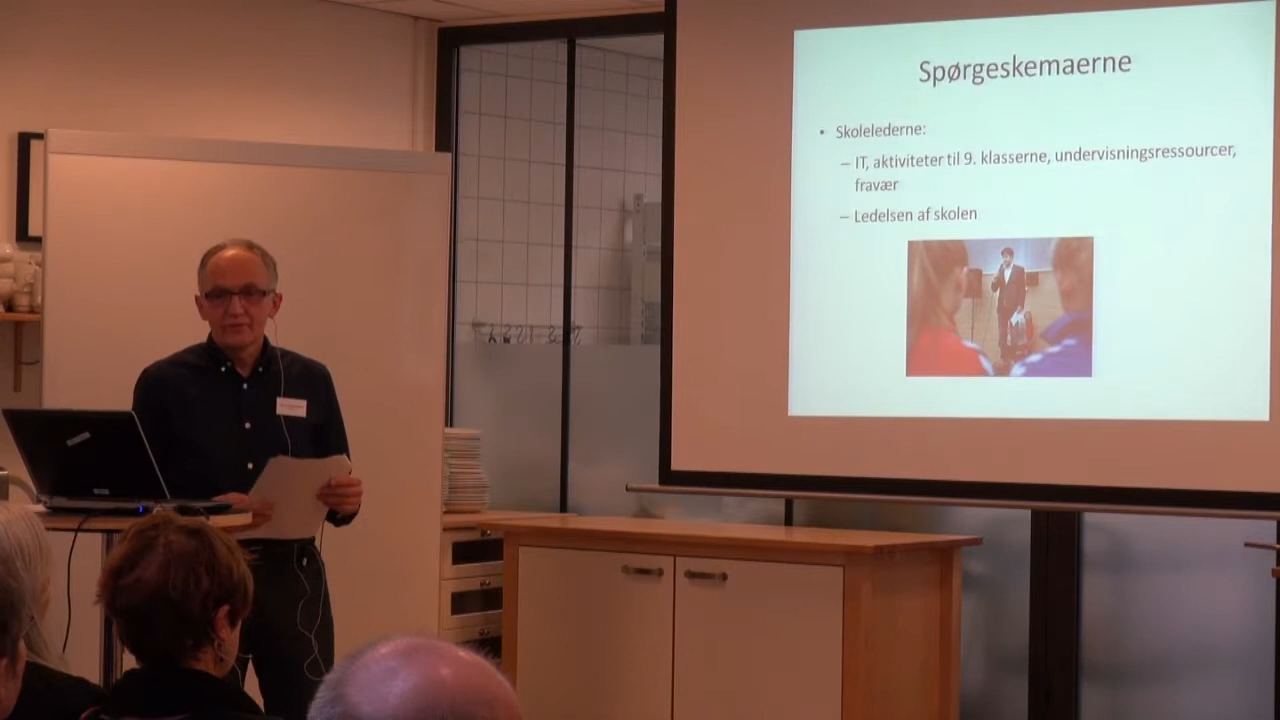 Spørgeskemaerne
• Skolelederne:
– IT, aktiviteter til 9. klasserne, undervisningsressourcer,
fravær
– Ledelsen af skolen